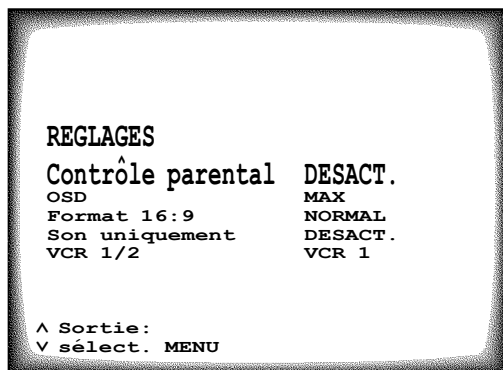 REGLAGES
Contrôle parental DESACT.
OSD MAX
Format 16:9 NORMAL
Son uniquement DESACT.
VCR 1/2 VCR 1
∧ Sortie:
∨ sélect. MENU